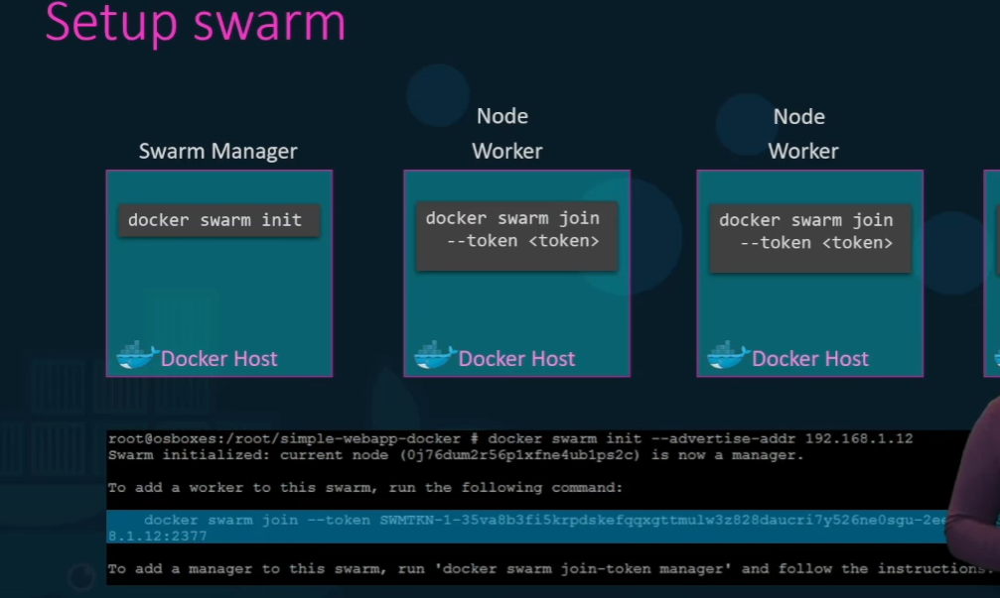 Setup swarm
Swarm Manager
docker swarm init
Docker Host
Node
Worker
docker swarm join
--token <token>
Docker Host
Node
Worker
docker swarm join
--token <token>
Docker Host
root@osboxes:/root/simple-webapp-docker # docker swarm init --advertise-addr 192.168.1.12
Swarm initialized: current node (0j76dum2r56p1xfne4ub1ps2c) is now a manager.
To add a worker to this swarm, run the following command:
docker swarm join --token SWMTKN-1-35va8b3fi5krpdskefqqxgttmulw3z828daucri7y526ne0sgu-2ee
8.1.12:2377
To add a manager to this swarm, run 'docker swarm join-token manager' and follow the instructions.